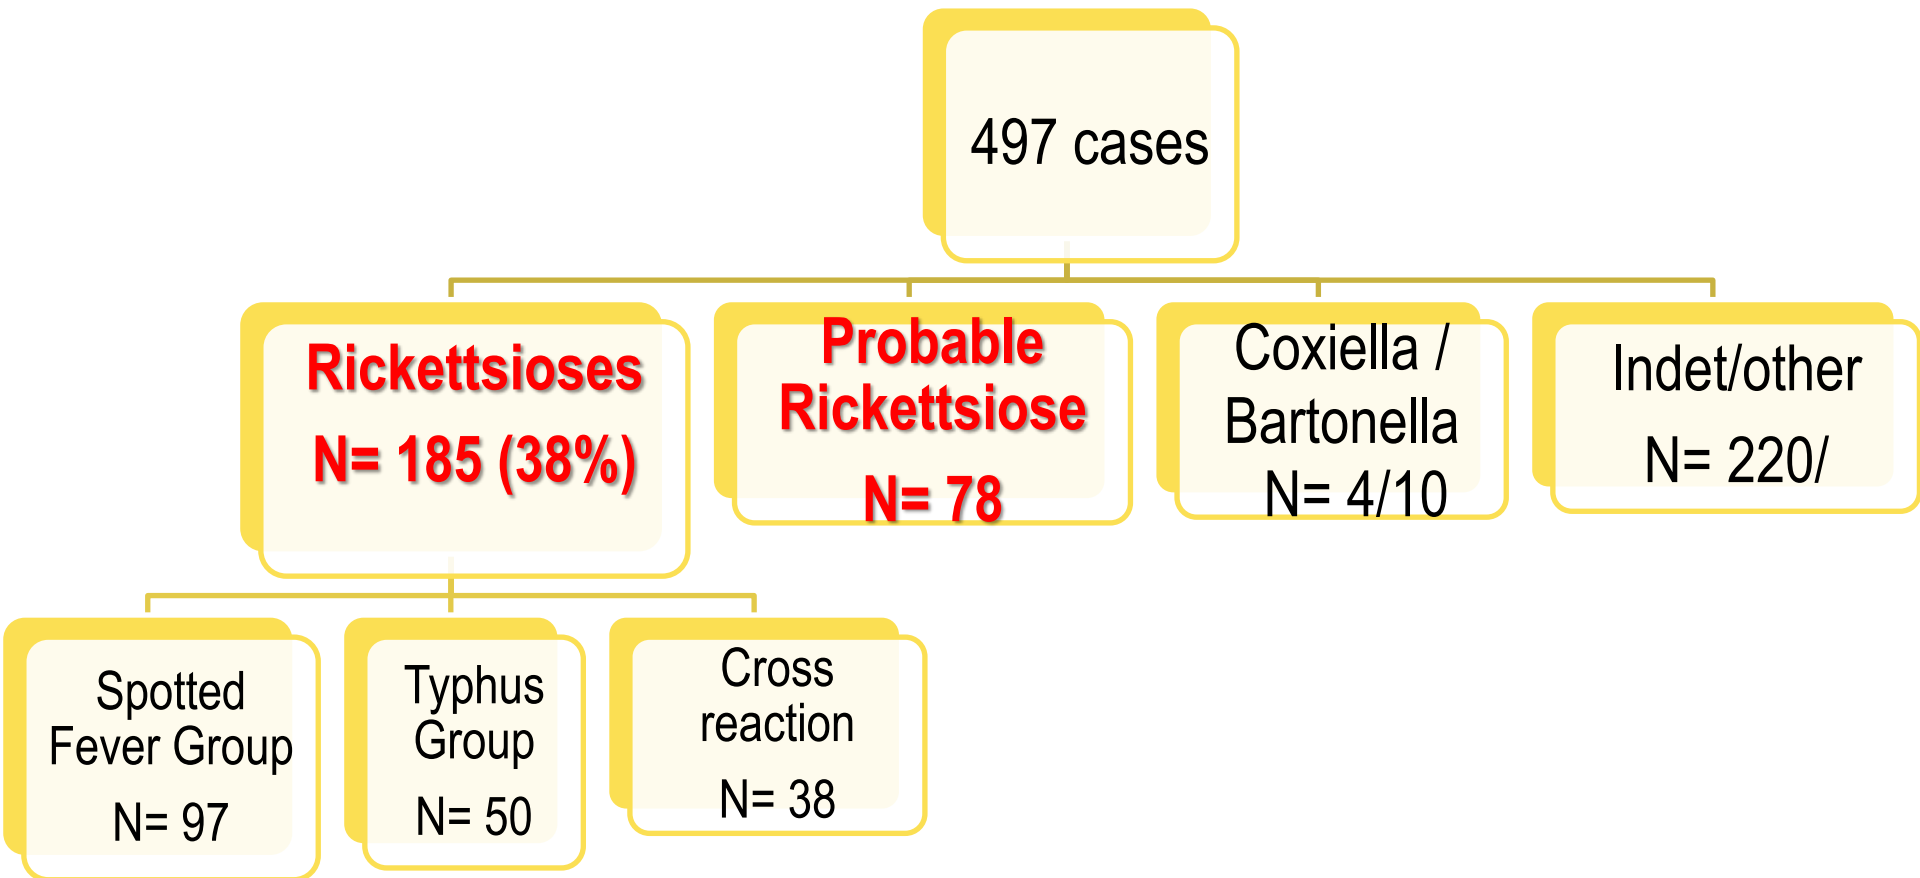 497 cases
Rickettsioses
N= 185 (38%)
Probable
Rickettsiose
N= 78
Coxiella /
Bartonella
N= 4/10
Indet/other
N= 220/
Spotted
Fever Group
N= 97
Typhus
Group
N= 50
Cross
reaction
N= 38